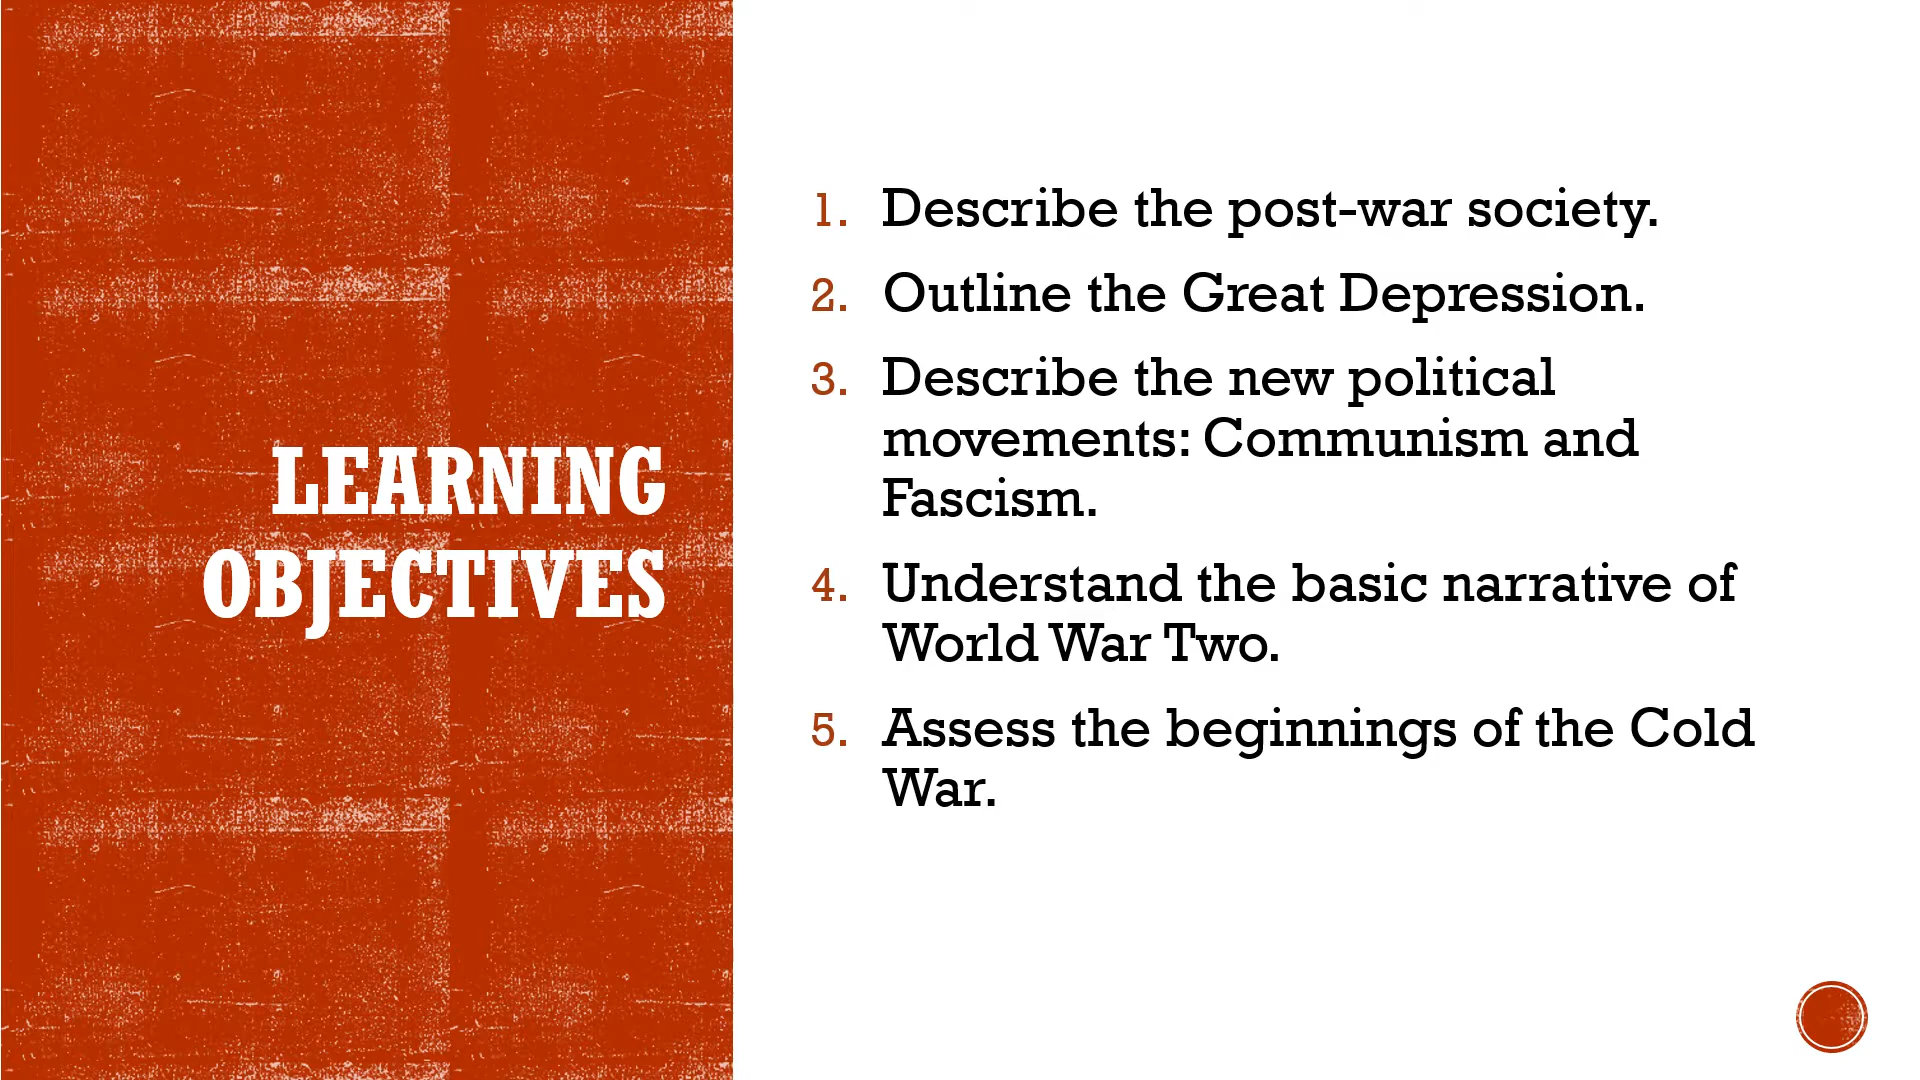 LEARNING
OBJECTIVES
1. Describe the post-war society.
2. Outline the Great Depression.
3. Describe the new political
movements: Communism and
Fascism.
4. Understand the basic narrative of
World War Two.
5. Assess the beginnings of the Cold
War.